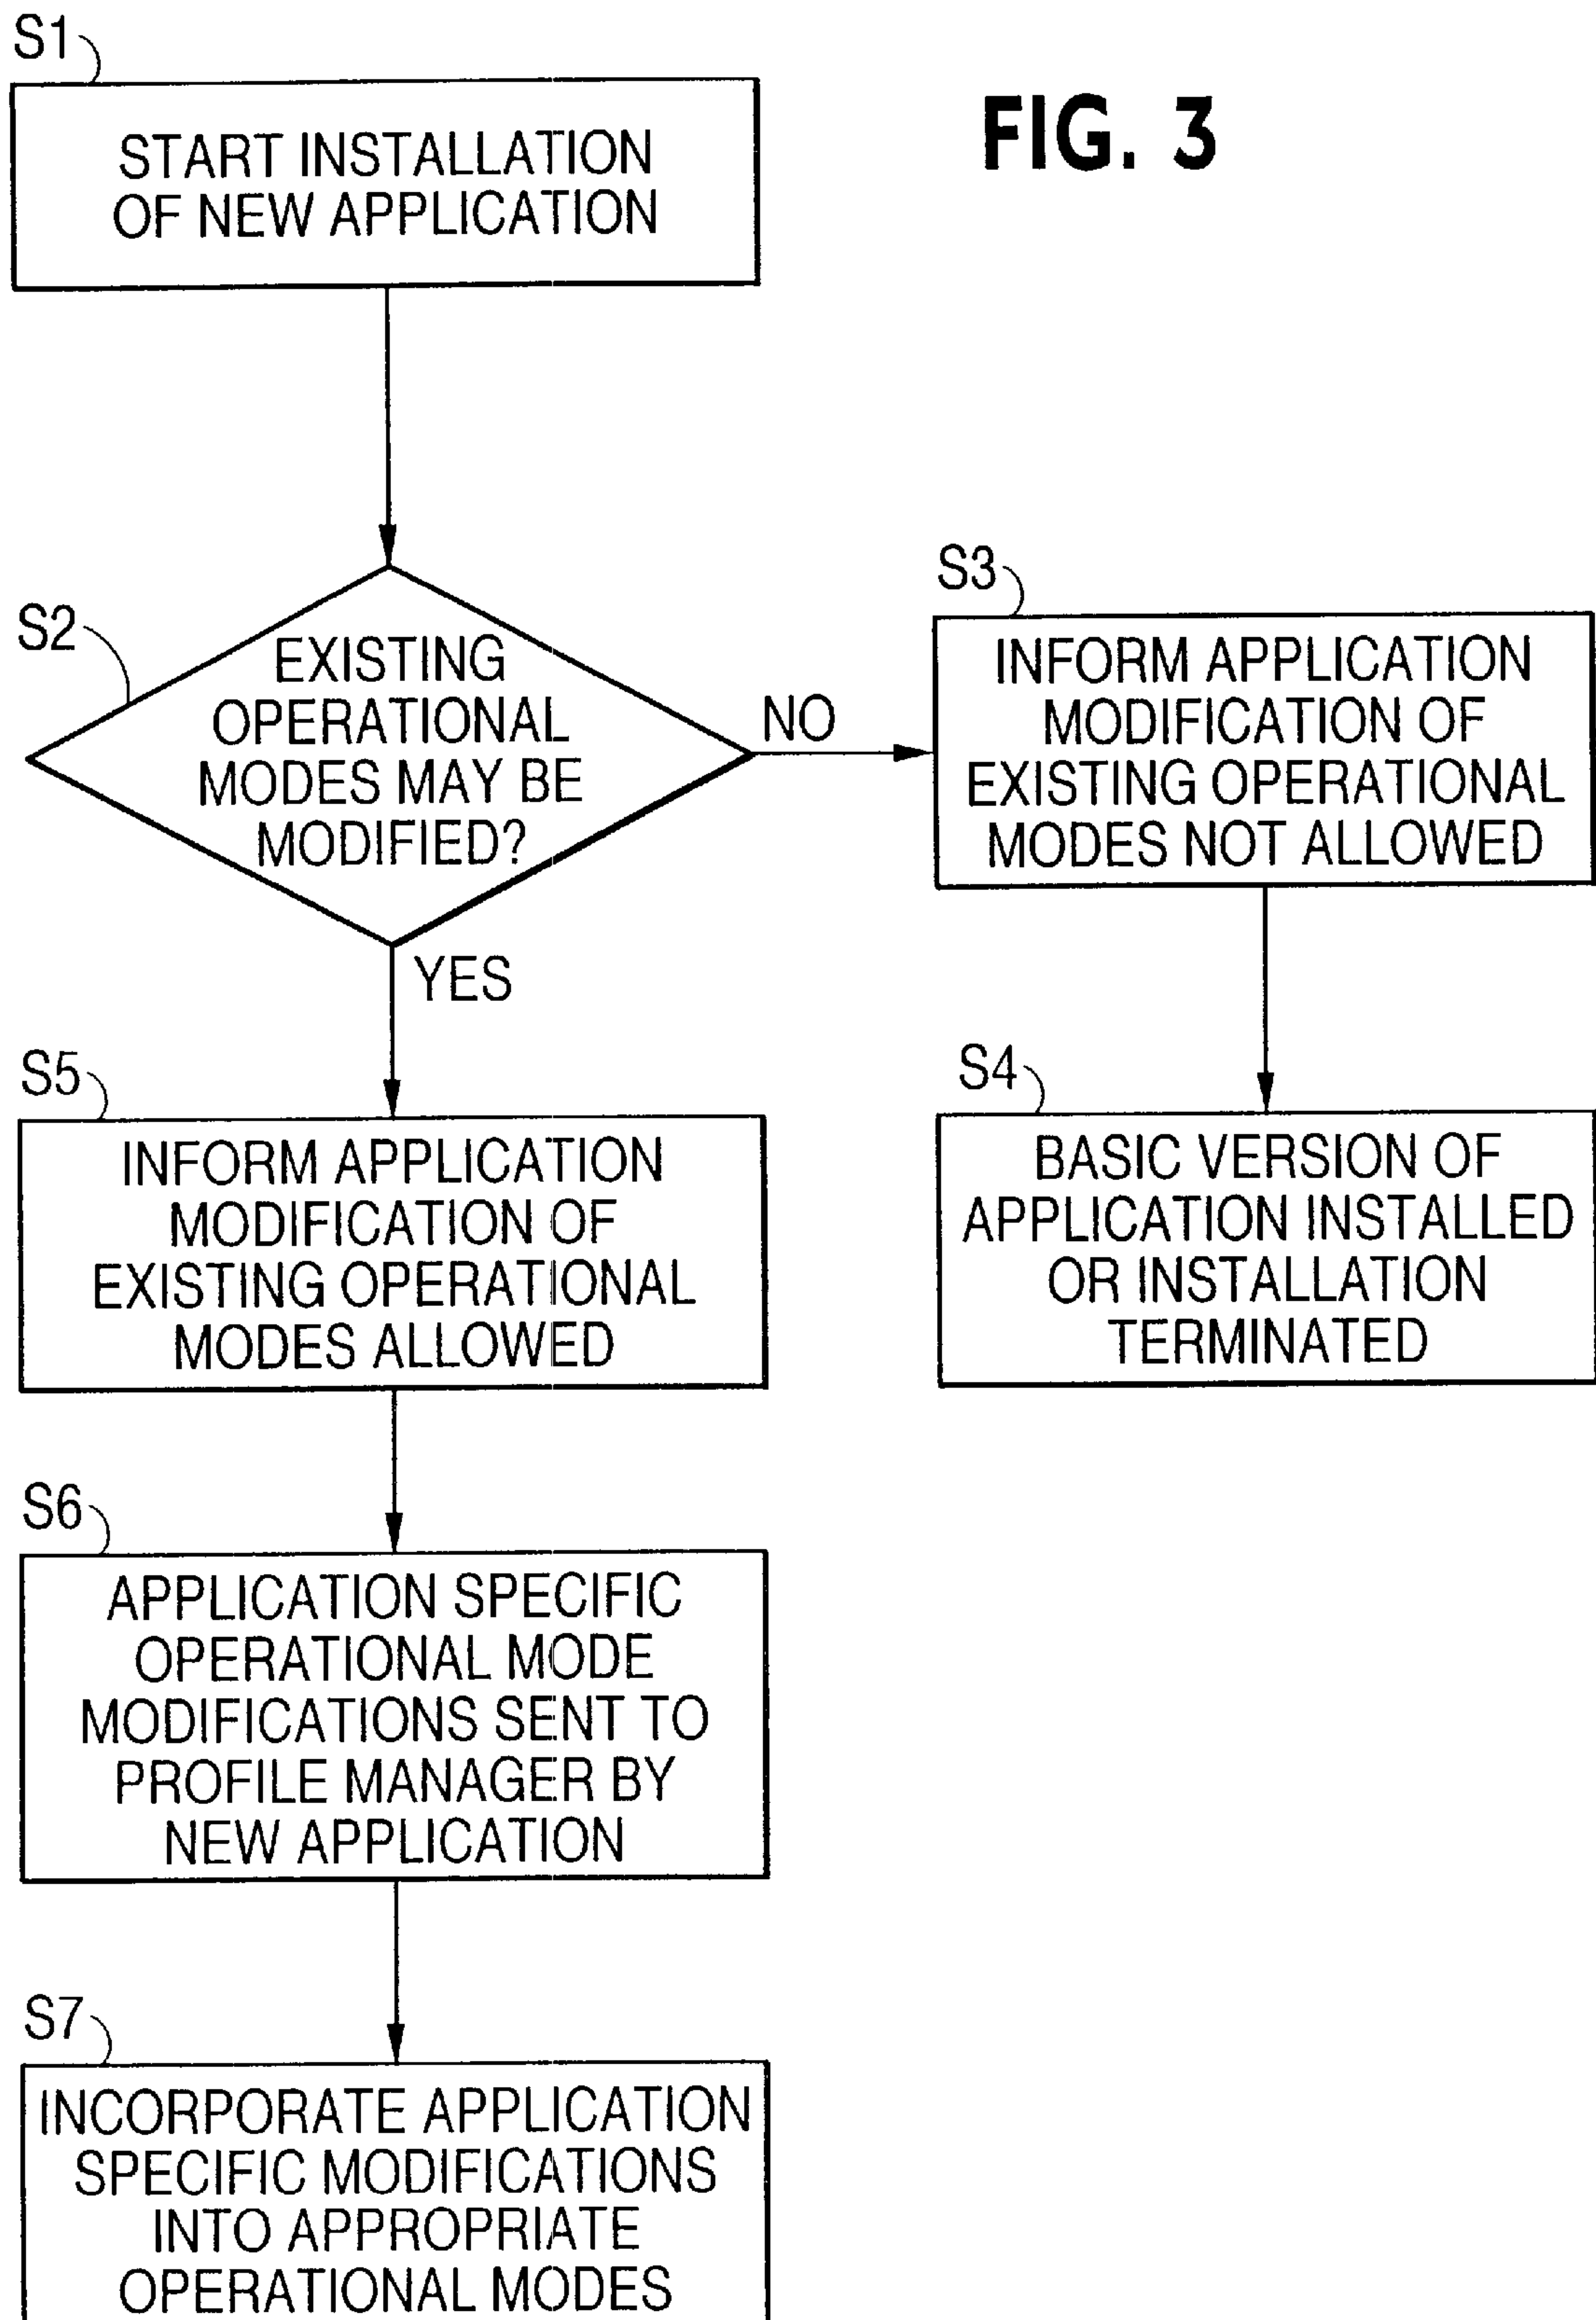 S1
START INSTALLATION
OF NEW APPLICATION
FIG. 3
S2
EXISTING
OPERATIONAL
MODES MAY BE
MODIFIED?
NO
YES
S3
INFORM APPLICATION
MODIFICATION OF
EXISTING OPERATIONAL
MODES NOT ALLOWED
S4
BASIC VERSION OF
APPLICATION INSTALLED
OR INSTALLATION
TERMINATED
S5
INFORM APPLICATION
MODIFICATION OF
EXISTING OPERATIONAL
MODES ALLOWED
S6
APPLICATION SPECIFIC
OPERATIONAL MODE
MODIFICATIONS SENT TO
PROFILE MANAGER BY
NEW APPLICATION
S7
INCORPORATE APPLICATION
SPECIFIC MODIFICATIONS
INTO APPROPRIATE
OPERATIONAL MODES